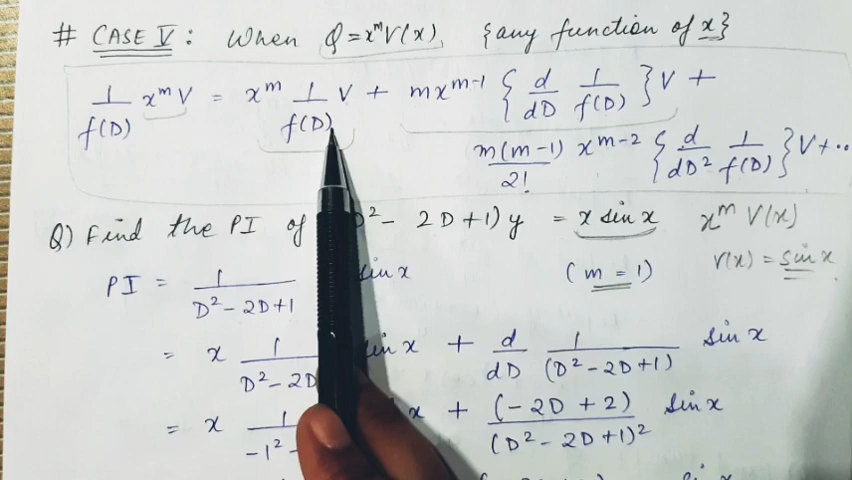 # CASE V : When Q = x^m V(x) {any function of x}
1/f(D) x^m V = x^m 1/f(D) V + m x^(m-1) { d/dD 1/f(D) } V +
m(m-1)/2! x^(m-2) { d/dD² 1/f(D) } V + ..
Q) Find the PI of D² - 2D + 1) y = x sin x x^m V(x)
PI = 1/(D² - 2D + 1) sin x (m = 1) V(x) = sin x
= x 1/(D² - 2D sin x + d/dD 1/(D² - 2D + 1) sin x
= x 1/(-1² - x + (-2D + 2)/(D² - 2D + 1)² sin x